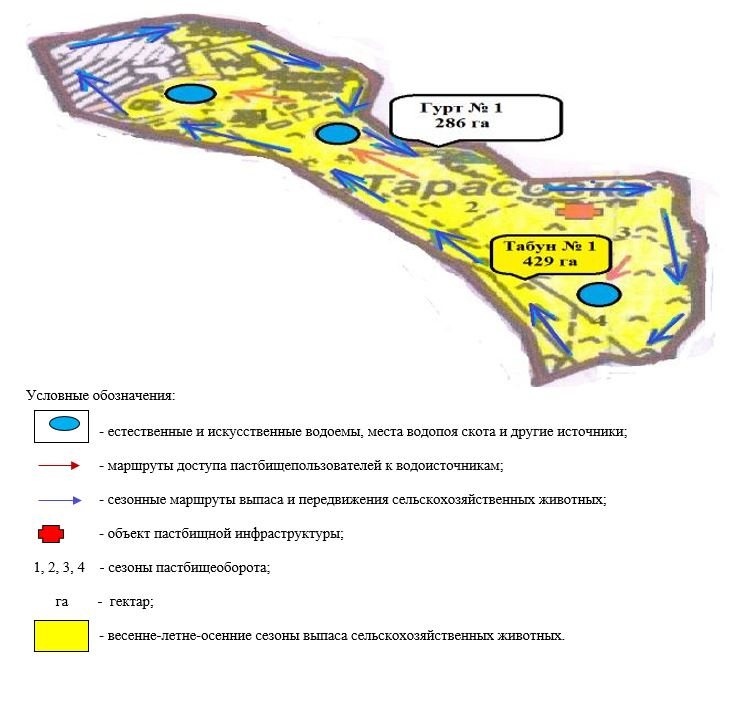 Гурт № 1
286 га
2
3
Табун № 1
429 га
4
Условные обозначения:
- естественные и искусственные водоемы, места водопоя скота и другие источники;
- маршруты доступа пастбищепользователей к водоисточникам;
- сезонные маршруты выпаса и передвижения сельскохозяйственных животных;
- объект пастбищной инфраструктуры;
1, 2, 3, 4 - сезоны пастбищеоборота;
га - гектар;
- весенне-летне-осенние сезоны выпаса сельскохозяйственных животных.